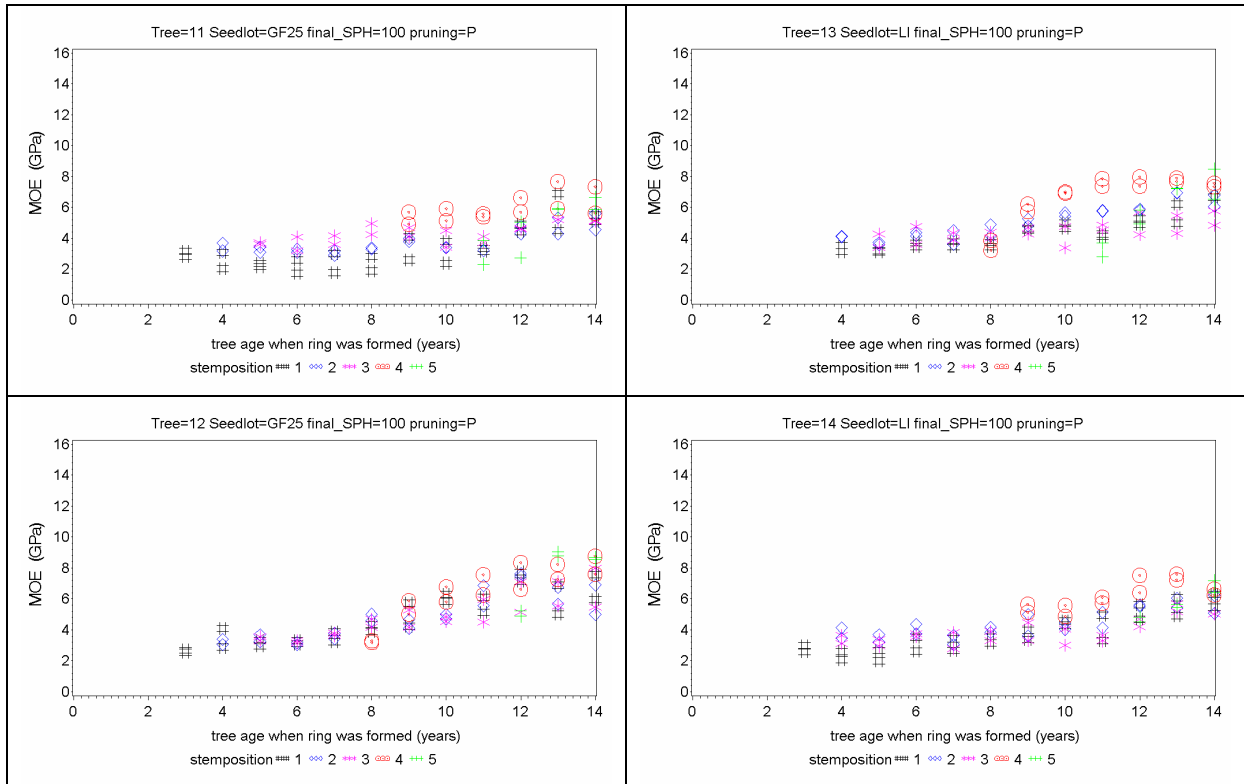 Tree=11 Seedlot=GF25 final_SPH=100 pruning=P
16
14
12
10
8
6
4
2
0
MOE (GPa)
0 2 4 6 8 10 12 14
tree age when ring was formed (years)
stemposition 1 2 3 4 5
Tree=13 Seedlot=LI final_SPH=100 pruning=P
16
14
12
10
8
6
4
2
0
MOE (GPa)
0 2 4 6 8 10 12 14
tree age when ring was formed (years)
stemposition 1 2 3 4 5
Tree=12 Seedlot=GF25 final_SPH=100 pruning=P
16
14
12
10
8
6
4
2
0
MOE (GPa)
0 2 4 6 8 10 12 14
tree age when ring was formed (years)
stemposition 1 2 3 4 5
Tree=14 Seedlot=LI final_SPH=100 pruning=P
16
14
12
10
8
6
4
2
0
MOE (GPa)
0 2 4 6 8 10 12 14
tree age when ring was formed (years)
stemposition 1 2 3 4 5